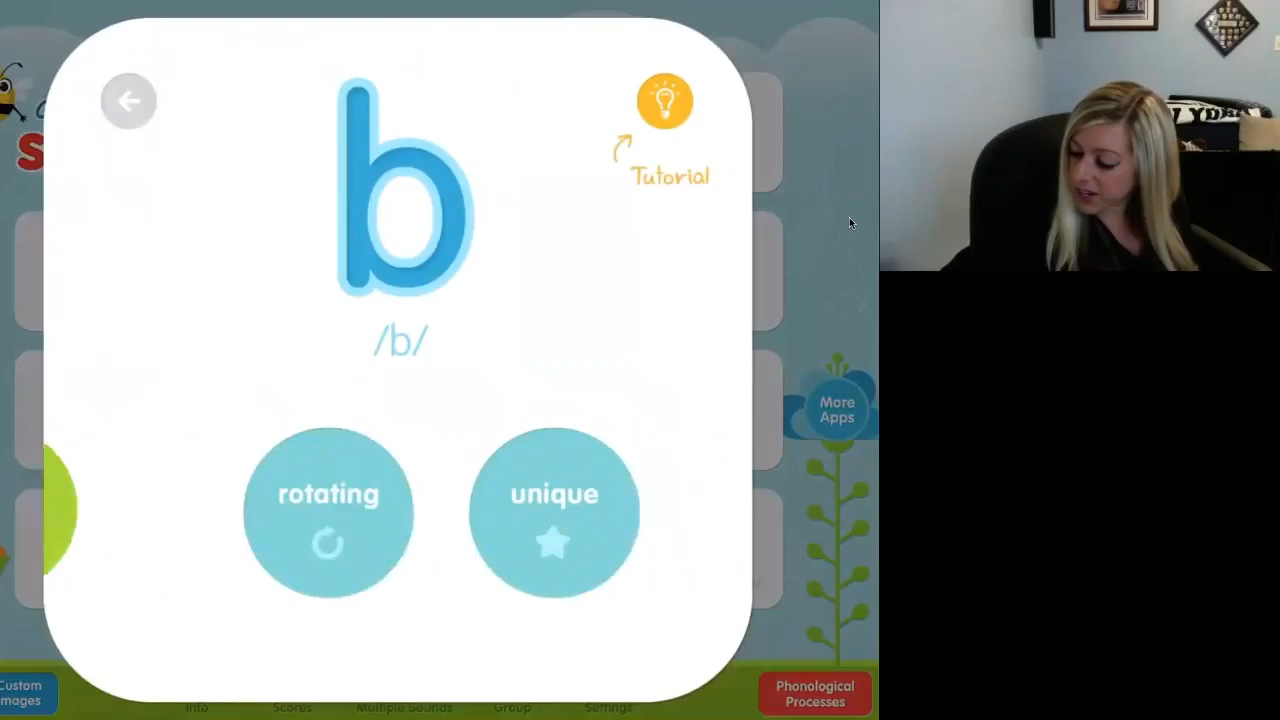 b
Tutorial
/b/
rotating
unique
More
Apps
Custom
Images
Info
Scores
Multiple Sounds
Group
Settings
Phonological
Processes